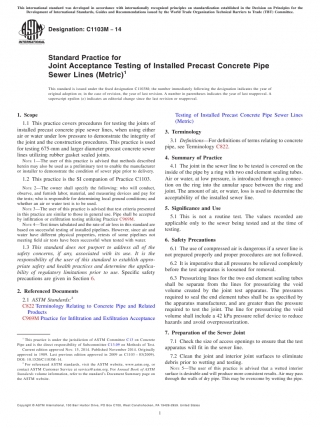 This international standard was developed in accordance with internationally recognized principles on standardization established in the Decision on Principles for the
Development of International Standards, Guides and Recommendations issued by the World Trade Organization Technical Barriers to Trade (TBT) Committee.
Designation: C1103M − 14
Standard Practice for
Joint Acceptance Testing of Installed Precast Concrete Pipe
Sewer Lines (Metric)1
This standard is issued under the fixed designation C1103M; the number immediately following the designation indicates the year of
original adoption or, in the case of revision, the year of last revision. A number in parentheses indicates the year of last reapproval. A
superscript epsilon (ε) indicates an editorial change since the last revision or reapproval.
1. Scope
1.1 This practice covers procedures for testing the joints of
installed precast concrete pipe sewer lines, when using either
air or water under low pressure to demonstrate the integrity of
the joint and the construction procedures. This practice is used
for testing 675-mm and larger diameter precast concrete sewer
lines utilizing rubber gasket sealed joints.
NOTE 1—The user of this practice is advised that methods described
herein may also be used as a preliminary test to enable the manufacturer
or installer to demonstrate the condition of sewer pipe prior to delivery.
1.2 This practice is the SI companion of Practice C1103.
NOTE 2—The owner shall specify the following: who will conduct,
observe, and furnish labor, material, and measuring devices and pay for
the tests; who is responsible for determining local ground conditions; and
whether an air or water test is to be used.
NOTE 3—The user of this practice is advised that test criteria presented
in this practice are similar to those in general use. Pipe shall be accepted
by infiltration or exfiltration testing utilizing Practice C969M.
NOTE 4—Test times tabulated and the rate of air loss in this standard are
based on successful testing of installed pipelines. However, since air and
water have different physical properties, retests of some pipelines not
meeting field air tests have been successful when tested with water.
1.3 This standard does not purport to address all of the
safety concerns, if any, associated with its use. It is the
responsibility of the user of this standard to establish appro-
priate safety and health practices and determine the applica-
bility of regulatory limitations prior to use. Specific safety
precautions are given in Section 6.
2. Referenced Documents
2.1 ASTM Standards:2
C822 Terminology Relating to Concrete Pipe and Related
Products
C969M Practice for Infiltration and Exfiltration Acceptance
1 This practice is under the jurisdiction of ASTM Committee C13 on Concrete
Pipe and is the direct responsibility of Subcommittee C13.09 on Methods of Test.
Current edition approved Nov. 15, 2014. Published November 2014. Originally
approved in 1989. Last previous edition approved in 2009 as C1103 – 03(2009).
2 For referenced ASTM standards, visit the ASTM website, www.astm.org, or
contact ASTM Customer Service at service@astm.org. For Annual Book of ASTM
Standards volume information, refer to the standard's Document Summary page on
the ASTM website.
Testing of Installed Precast Concrete Pipe Sewer Lines
(Metric)
3. Terminology
3.1 Definitions—For definitions of terms relating to concrete
pipe, see Terminology C822.
4. Summary of Practice
4.1 The joint in the sewer line to be tested is covered on the
inside of the pipe by a ring with two end element sealing tubes.
Air or water, at low pressure, is introduced through a connec-
tion on the ring into the annular space between the ring and
joint. The amount of air, or water, loss is used to determine the
acceptability of the installed sewer line.
5. Significance and Use
5.1 This is not a routine test. The values recorded are
applicable only to the sewer being tested and at the time of
testing.
6. Safety Precautions
6.1 The use of compressed air is dangerous if a sewer line is
not prepared properly and proper procedures are not followed.
6.2 It is imperative that all pressures be relieved completely
before the test apparatus is loosened for removal.
6.3 Pressurizing lines for the two end element sealing tubes
shall be separate from the lines for pressurizing the void
volume created by the joint test apparatus. The pressures
required to seat the end element tubes shall be as specified by
the apparatus manufacturer, and are greater than the pressure
required to test the joint. The line for pressurizing the void
volume shall include a 42 kPa pressure relief device to reduce
hazards and avoid overpressurization.
7. Preparation of the Sewer Joint
7.1 Check the size of access openings to ensure that the test
apparatus will fit in the sewer line.
7.2 Clean the joint and interior joint surfaces to eliminate
debris prior to wetting and testing.
NOTE 5—The user of this practice is advised that a wetted interior
surface is desirable and will produce more consistent results. Air may pass
through the walls of dry pipe. This may be overcome by wetting the pipe.
Copyright © ASTM International, 100 Barr Harbor Drive, PO Box C700, West Conshohocken, PA 19428-2959. United States
1